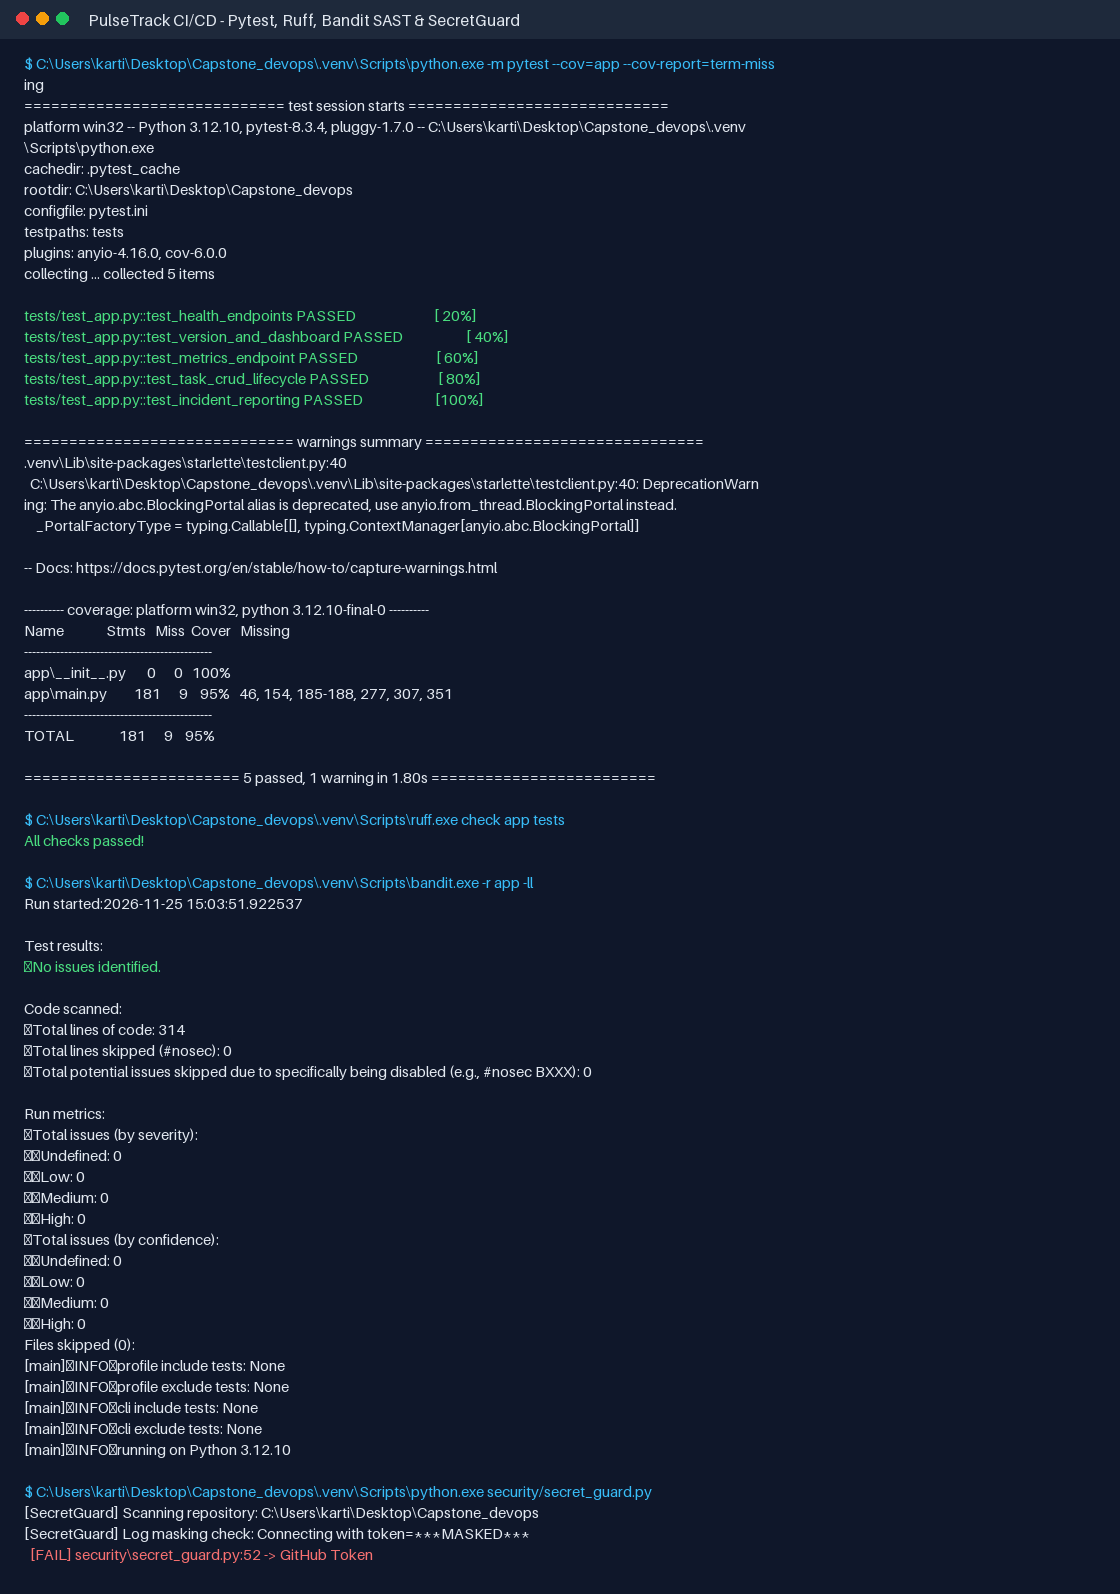 PulseTrack CI/CD - Pytest, Ruff, Bandit SAST & SecretGuard
$ C:\Users\karti\Desktop\Capstone_devops\.venv\Scripts\python.exe -m pytest --cov=app --cov-report=term-miss
ing
============================= test session starts =============================
platform win32 -- Python 3.12.10, pytest-8.3.4, pluggy-1.7.0 -- C:\Users\karti\Desktop\Capstone_devops\.venv
\Scripts\python.exe
cachedir: .pytest_cache
rootdir: C:\Users\karti\Desktop\Capstone_devops
configfile: pytest.ini
testpaths: tests
plugins: anyio-4.16.0, cov-6.0.0
collecting ... collected 5 items
tests/test_app.py::test_health_endpoints PASSED [ 20%]
tests/test_app.py::test_version_and_dashboard PASSED [ 40%]
tests/test_app.py::test_metrics_endpoint PASSED [ 60%]
tests/test_app.py::test_task_crud_lifecycle PASSED [ 80%]
tests/test_app.py::test_incident_reporting PASSED [100%]
============================== warnings summary ===============================
.venv\Lib\site-packages\starlette\testclient.py:40
C:\Users\karti\Desktop\Capstone_devops\.venv\Lib\site-packages\starlette\testclient.py:40: DeprecationWarn
ing: The anyio.abc.BlockingPortal alias is deprecated, use anyio.from_thread.BlockingPortal instead.
_PortalFactoryType = typing.Callable[[], typing.ContextManager[anyio.abc.BlockingPortal]]
-- Docs: https://docs.pytest.org/en/stable/how-to/capture-warnings.html
---------- coverage: platform win32, python 3.12.10-final-0 ----------
Name Stmts Miss Cover Missing
-----------------------------------------------
app\__init__.py 0 0 100%
app\main.py 181 9 95% 46, 154, 185-188, 277, 307, 351
-----------------------------------------------
TOTAL 181 9 95%
======================== 5 passed, 1 warning in 1.80s =========================
$ C:\Users\karti\Desktop\Capstone_devops\.venv\Scripts\ruff.exe check app tests
All checks passed!
$ C:\Users\karti\Desktop\Capstone_devops\.venv\Scripts\bandit.exe -r app -ll
Run started:2026-11-25 15:03:51.922537
Test results:
No issues identified.
Code scanned:
Total lines of code: 314
Total lines skipped (#nosec): 0
Total potential issues skipped due to specifically being disabled (e.g., #nosec BXXX): 0
Run metrics:
Total issues (by severity):
Undefined: 0
Low: 0
Medium: 0
High: 0
Total issues (by confidence):
Undefined: 0
Low: 0
Medium: 0
High: 0
Files skipped (0):
[main] INFO profile include tests: None
[main] INFO profile exclude tests: None
[main] INFO cli include tests: None
[main] INFO cli exclude tests: None
[main] INFO running on Python 3.12.10
$ C:\Users\karti\Desktop\Capstone_devops\.venv\Scripts\python.exe security/secret_guard.py
[SecretGuard] Scanning repository: C:\Users\karti\Desktop\Capstone_devops
[SecretGuard] Log masking check: Connecting with token=***MASKED***
[FAIL] security\secret_guard.py:52 -> GitHub Token